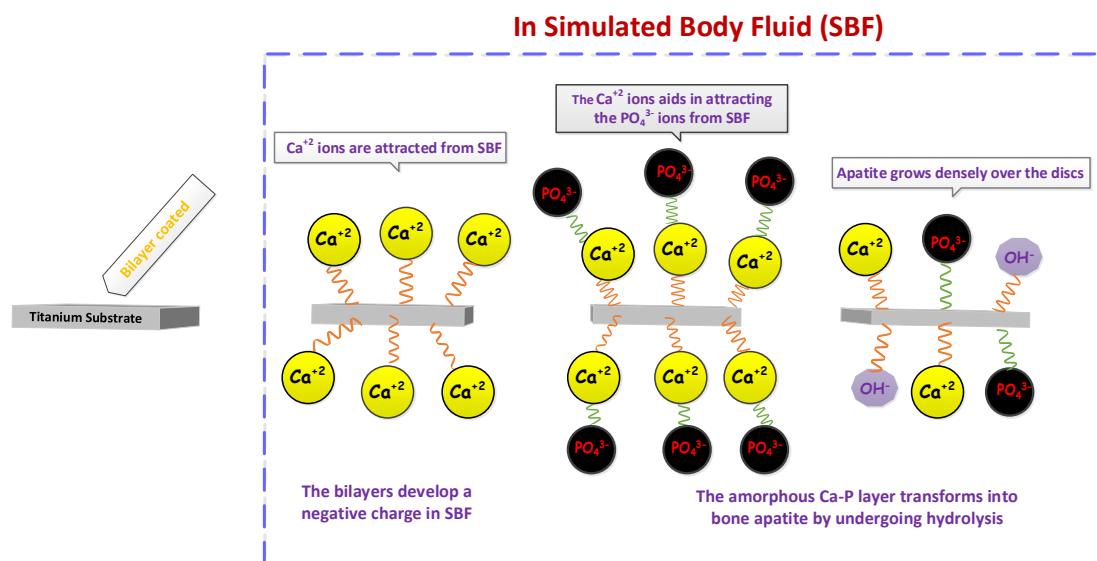 In Simulated Body Fluid (SBF)
Bilayer coated
Titanium Substrate
Ca⁺² ions are attracted from SBF
Ca⁺²
Ca⁺²
Ca⁺²
Ca⁺²
Ca⁺²
Ca⁺²
The bilayers develop a
negative charge in SBF
The Ca⁺² ions aids in attracting
the PO₄³⁻ ions from SBF
PO₄³⁻
PO₄³⁻
PO₄³⁻
Ca⁺²
Ca⁺²
Ca⁺²
Ca⁺²
Ca⁺²
Ca⁺²
PO₄³⁻
PO₄³⁻
PO₄³⁻
Apatite grows densely over the discs
Ca⁺²
PO₄³⁻
OH⁻
OH⁻
Ca⁺²
PO₄³⁻
The amorphous Ca-P layer transforms into
bone apatite by undergoing hydrolysis